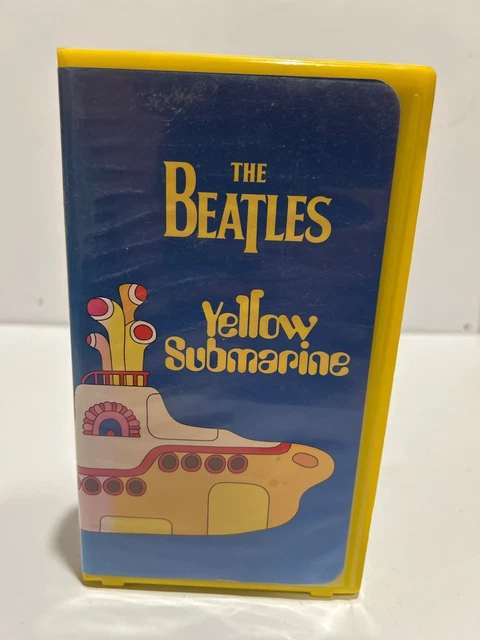 THE
BEATLES
Yellow
Submarine